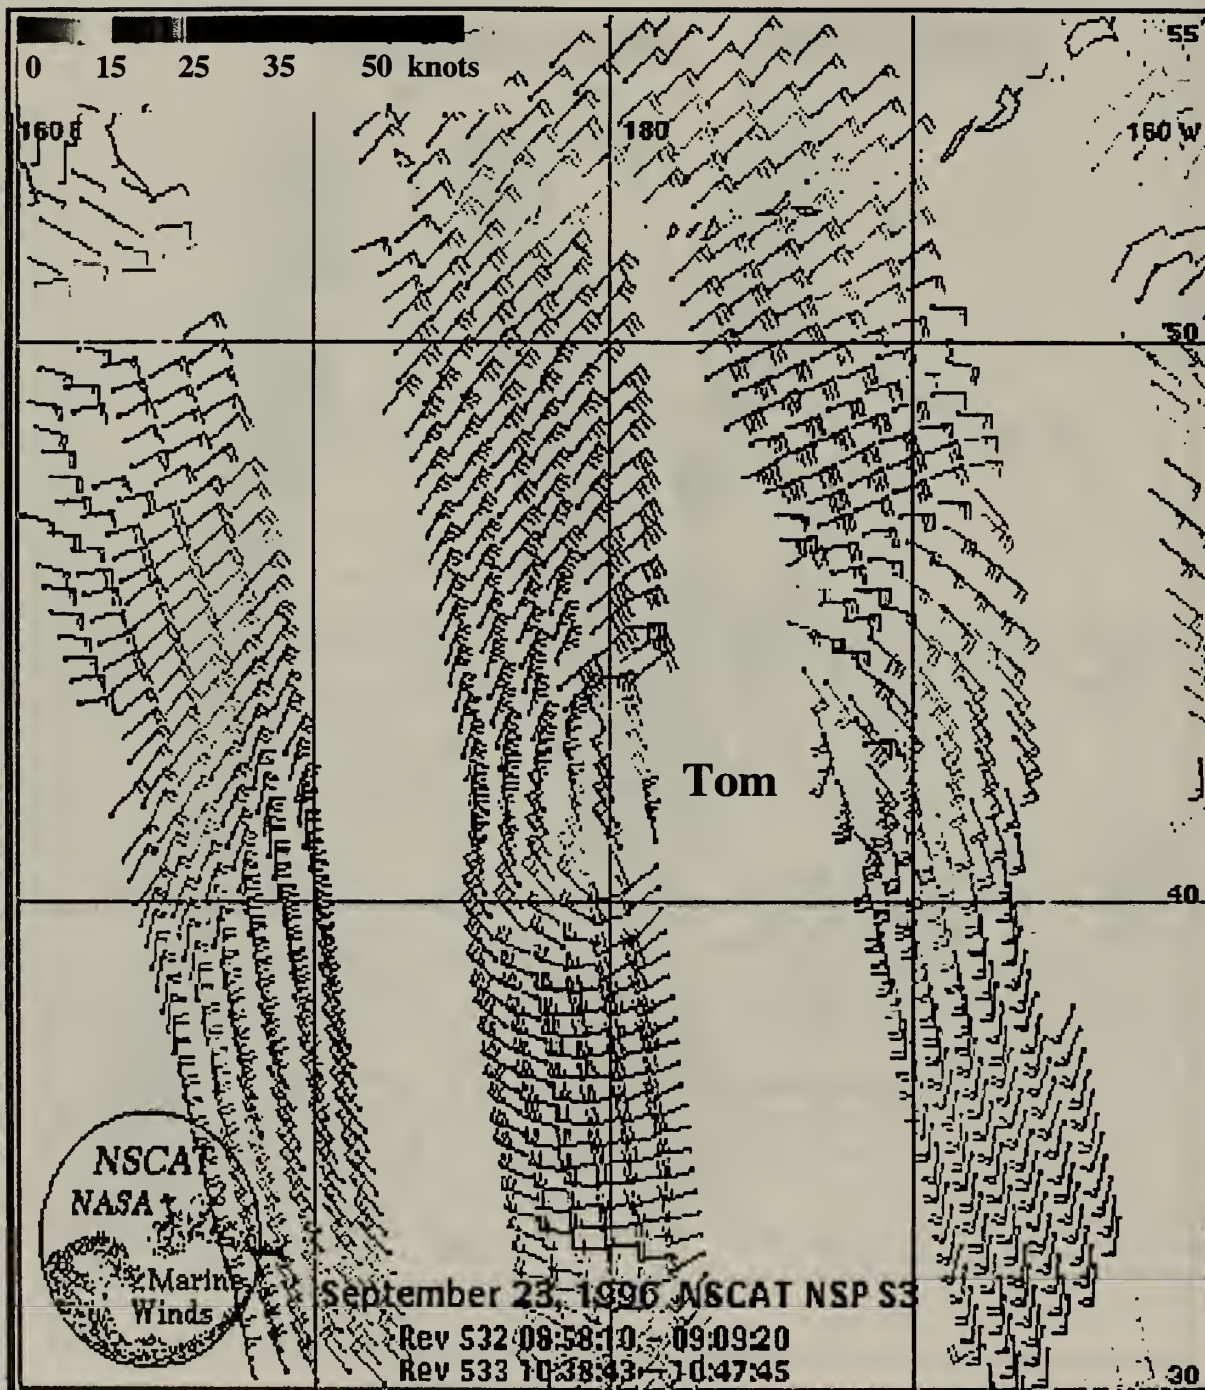 0 15 25 35 50 knots
55
160 E
180
160 W
50
Tom
40
NSCAT
NASA
Marine
Winds
September 23, 1996 NSCAT NSP S3
Rev 532 08:58:10 - 09:09:20
Rev 533 10:38:43 - 10:47:45
30